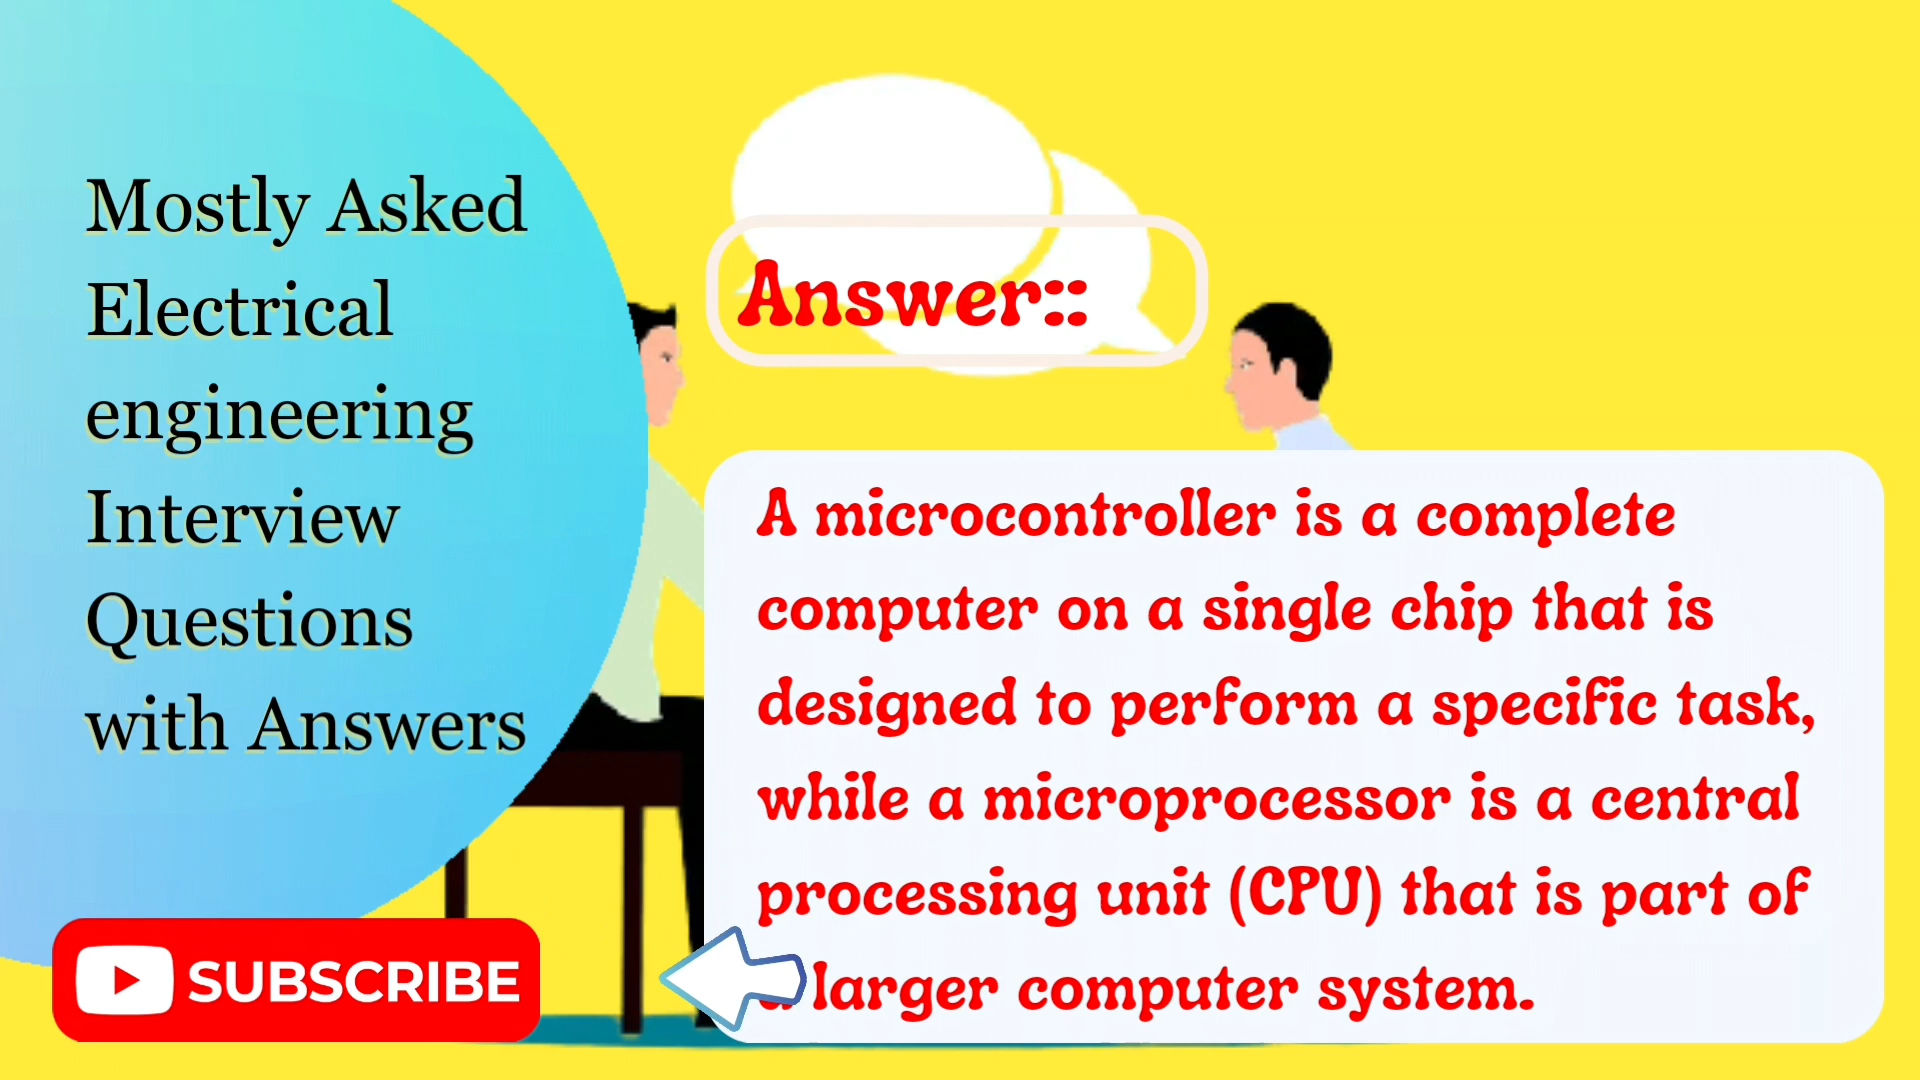 Mostly Asked
Electrical
engineering
Interview
Questions
with Answers
SUBSCRIBE
Answer::
A microcontroller is a complete
computer on a single chip that is
designed to perform a specific task,
while a microprocessor is a central
processing unit (CPU) that is part of
larger computer system.